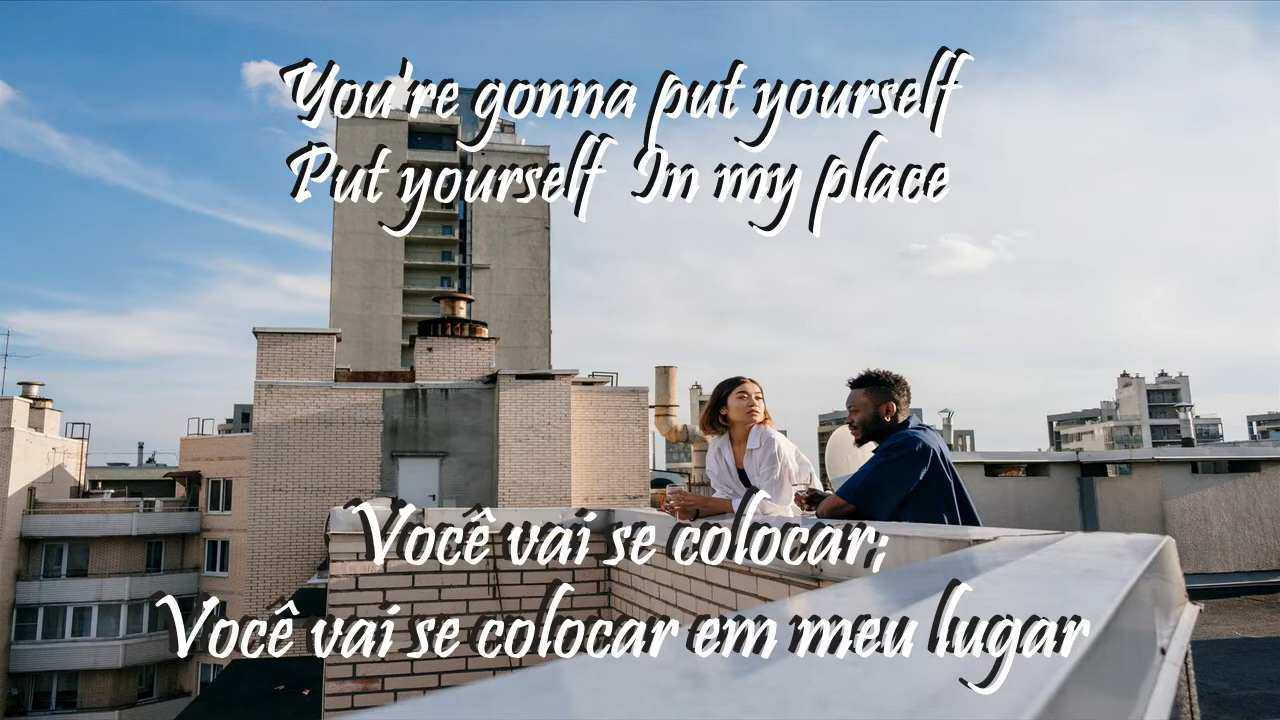 You're gonna put yourself
Put yourself In my place
Você vai se colocar;
Você vai se colocar em meu lugar